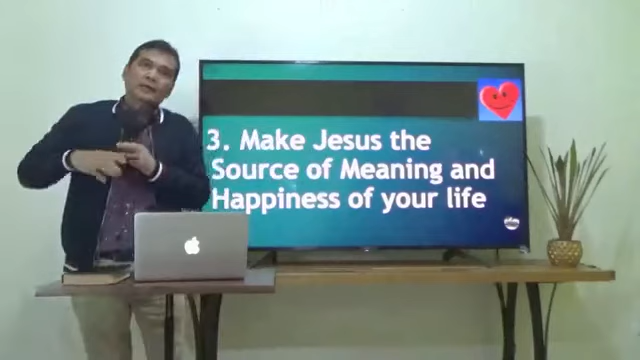 3. Make Jesus the
Source of Meaning and
Happiness of your life